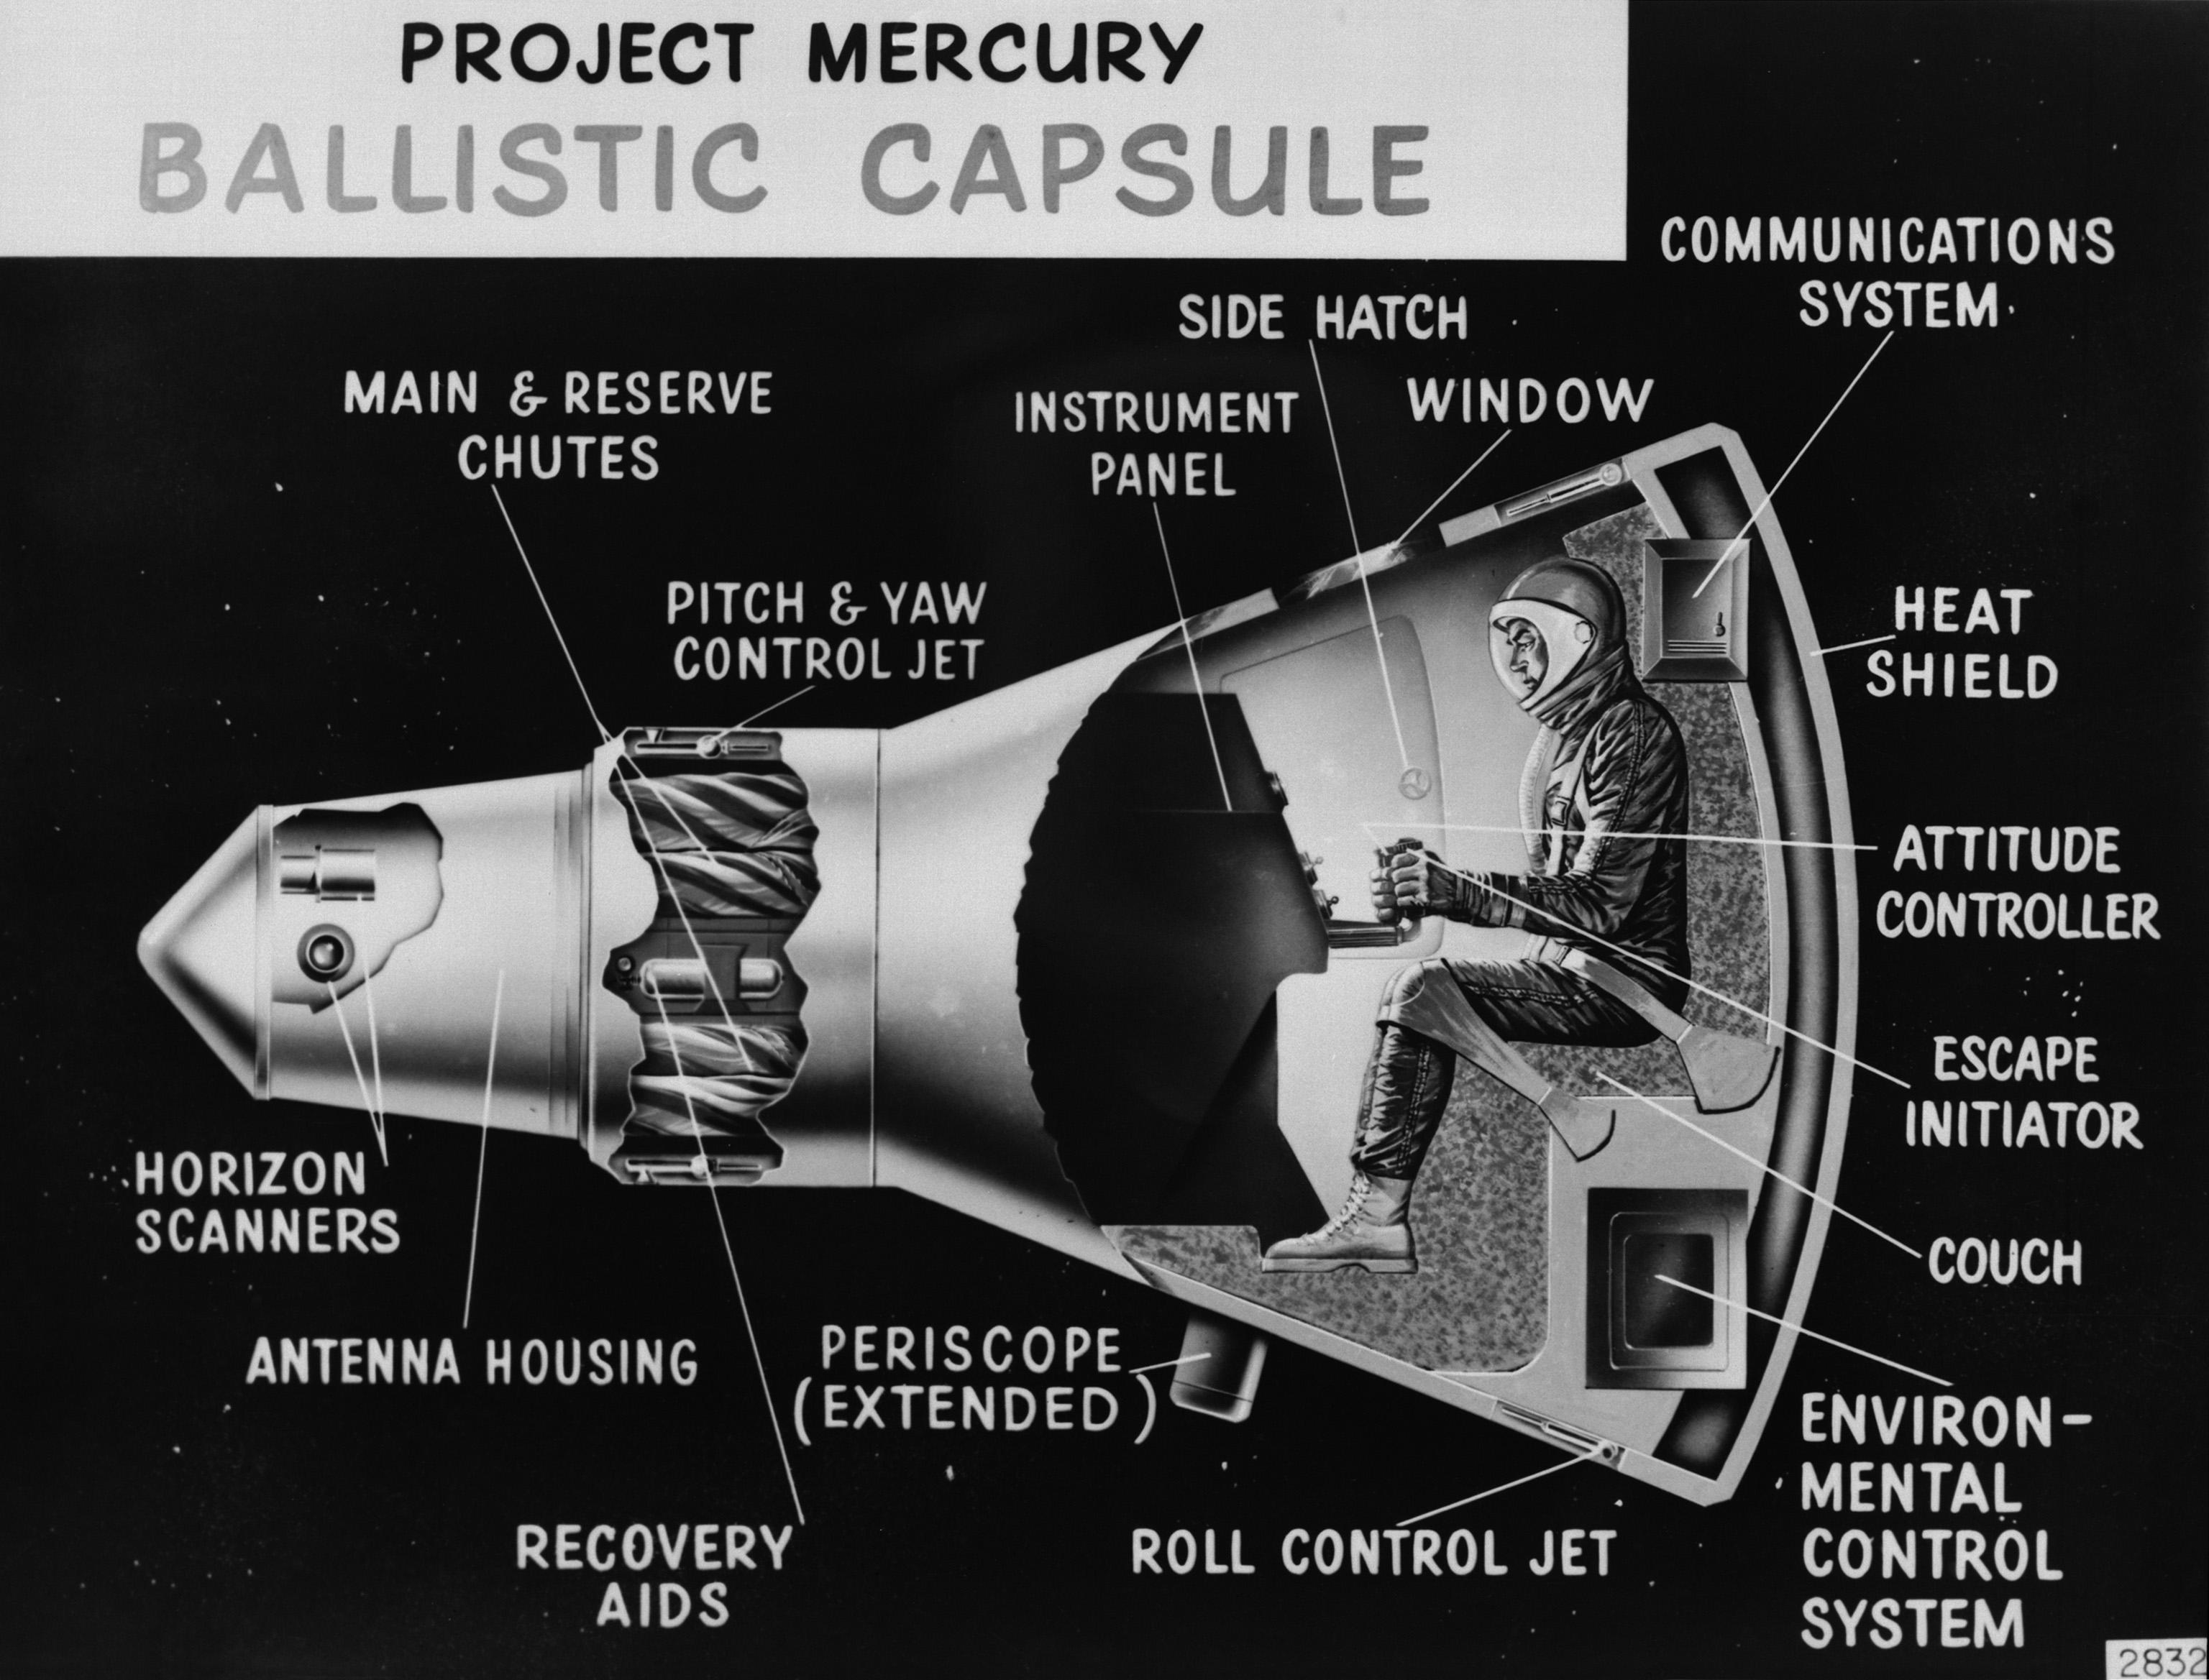 PROJECT MERCURY
BALLISTIC CAPSULE
COMMUNICATIONS
SYSTEM
SIDE HATCH
MAIN & RESERVE
CHUTES
INSTRUMENT
PANEL
WINDOW
PITCH & YAW
CONTROL JET
HEAT
SHIELD
ATTITUDE
CONTROLLER
ESCAPE
INITIATOR
HORIZON
SCANNERS
COUCH
ANTENNA HOUSING
PERISCOPE
(EXTENDED)
ENVIRON-
MENTAL
CONTROL
SYSTEM
RECOVERY
AIDS
ROLL CONTROL JET
2832